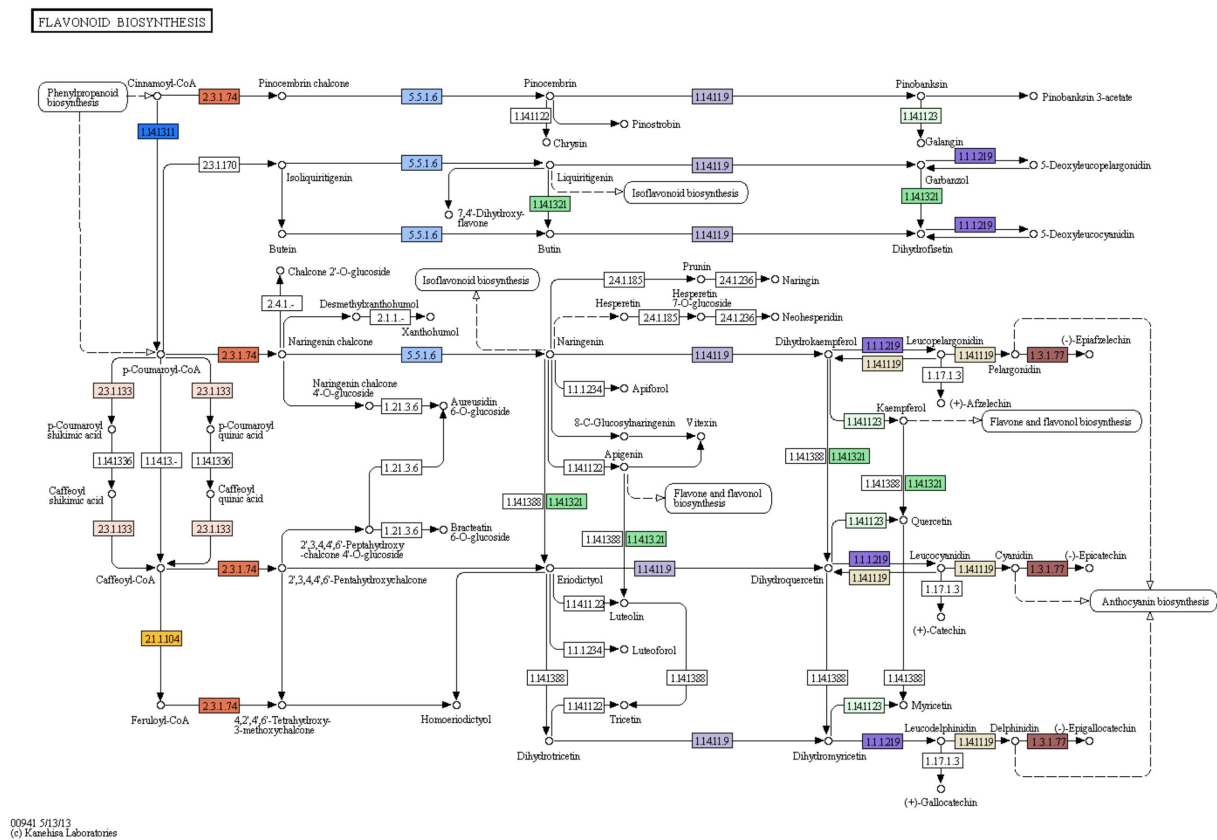 FLAVONOID BIOSYNTHESIS
Phenylpropanoid
biosynthesis
Cinnamoyl-CoA
2.3.1.74
Pinocembrin chalcone
5.5.1.6
Pinocembrin
1.14.11.9
Pinobanksin
Pinobanksin 3-acetate
1.14.13.11
1.14.11.22
Pinostrobin
Chrysin
1.14.11.23
Galangin
2.3.1.170
Isoliquiritigenin
5.5.1.6
Liquiritigenin
1.14.11.9
Garbanzol
1.1.1.219
5-Deoxyleucopelargonidin
Isoflavonoid biosynthesis
7,4'-Dihydroxy-
flavone
1.14.13.21
1.14.13.21
Butein
5.5.1.6
Butin
1.14.11.9
Dihydrofisetin
1.1.1.219
5-Deoxyleucocyanidin
Chalcone 2'-O-glucoside
Isoflavonoid biosynthesis
2.4.1.185
Prunin
2.4.1.236
Naringin
2.4.1.-
Desmethylxanthohumol
2.1.1.-
Xanthohumol
Hesperetin
2.4.1.185
Hesperetin
7-O-glucoside
2.4.1.236
Neohesperidin
p-Coumaroyl-CoA
2.3.1.74
Naringenin chalcone
5.5.1.6
Naringenin
1.14.11.9
Dihydrokaempferol
1.1.1.219
1.14.11.19
Leucopelargonidin
1.14.11.19
Pelargonidin
1.3.1.77
(-)-Epiafzelechin
1.17.1.3
(+)-Afzelechin
2.3.1.133
2.3.1.133
Naringenin chalcone
4'-O-glucoside
1.21.3.6
Aureusidin
6-O-glucoside
1.1.1.234
Apiforol
p-Coumaroyl
shikimic acid
p-Coumaroyl
quinic acid
8-C-Glucosylnaringenin
Vitexin
1.14.11.23
Kaempferol
Flavone and flavonol biosynthesis
1.14.13.36
1.14.13.-
1.14.13.36
1.21.3.6
1.14.11.22
Apigenin
1.14.13.88
1.14.13.21
1.14.13.88
1.14.13.21
Caffeoyl
shikimic acid
Caffeoyl
quinic acid
Flavone and flavonol
biosynthesis
1.14.13.88
1.14.13.21
2.3.1.133
2.3.1.133
1.21.3.6
Bracteatin
6-O-glucoside
2',3,4,4',6'-Peptahydroxy
-chalcone 4'-O-glucoside
1.14.13.88
1.14.13.21
1.14.11.23
Quercetin
Caffeoyl-CoA
2.3.1.74
2',3,4,4',6'-Pentahydroxychalcone
Eriodictyol
1.14.11.9
Dihydroquercetin
1.1.1.219
1.14.11.19
Leucocyanidin
1.14.11.19
Cyanidin
1.3.1.77
(-)-Epicatechin
1.17.1.3
(+)-Catechin
Anthocyanin biosynthesis
1.14.11.22
Luteolin
2.1.1.104
1.1.1.234
Luteoforol
1.14.13.88
1.14.13.88
1.14.13.88
1.14.13.88
Feruloyl-CoA
2.3.1.74
4,2',4',6'-Tetrahydroxy-
3-methoxychalcone
Homoeriodictyol
1.14.11.22
Tricetin
1.14.11.23
Myricetin
Dihydrotricetin
1.14.11.9
Dihydromyricetin
1.1.1.219
Leucodelphinidin
1.14.11.19
Delphinidin
1.3.1.77
(-)-Epigallocatechin
1.17.1.3
(+)-Gallocatechin
00941 5/13/13
(c) Kanehisa Laboratories